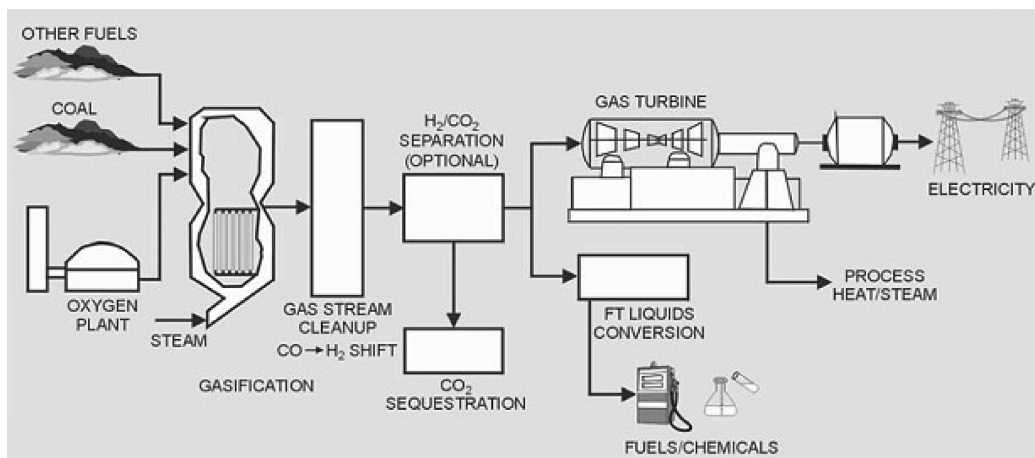 OTHER FUELS
COAL
OXYGEN
PLANT
STEAM
GASIFICATION
GAS STREAM
CLEANUP
CO → H₂ SHIFT
H₂/CO₂
SEPARATION
(OPTIONAL)
CO₂
SEQUESTRATION
GAS TURBINE
ELECTRICITY
PROCESS
HEAT/STEAM
FT LIQUIDS
CONVERSION
FUELS/CHEMICALS